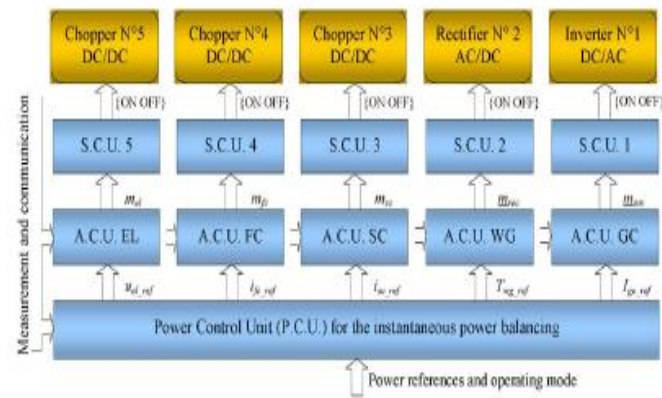 Chopper N°5
DC/DC
Chopper N°4
DC/DC
Chopper N°3
DC/DC
Rectifier N° 2
AC/DC
Inverter N°1
DC/AC
{ON OFF}
{ON OFF}
{ON OFF}
{ON OFF}
{ON OFF}
S.C.U. 5
S.C.U. 4
S.C.U. 3
S.C.U. 2
S.C.U. 1
m_el
m_fc
m_sc
m_rec
A.C.U. EL
A.C.U. FC
A.C.U. SC
A.C.U. WG
A.C.U. GC
u_el_ref
i_fc_ref
i_sc_ref
T_wg_ref
I_gc_ref
Power Control Unit (P.C.U.) for the instantaneous power balancing
Power references and operating mode
Measurement and communication